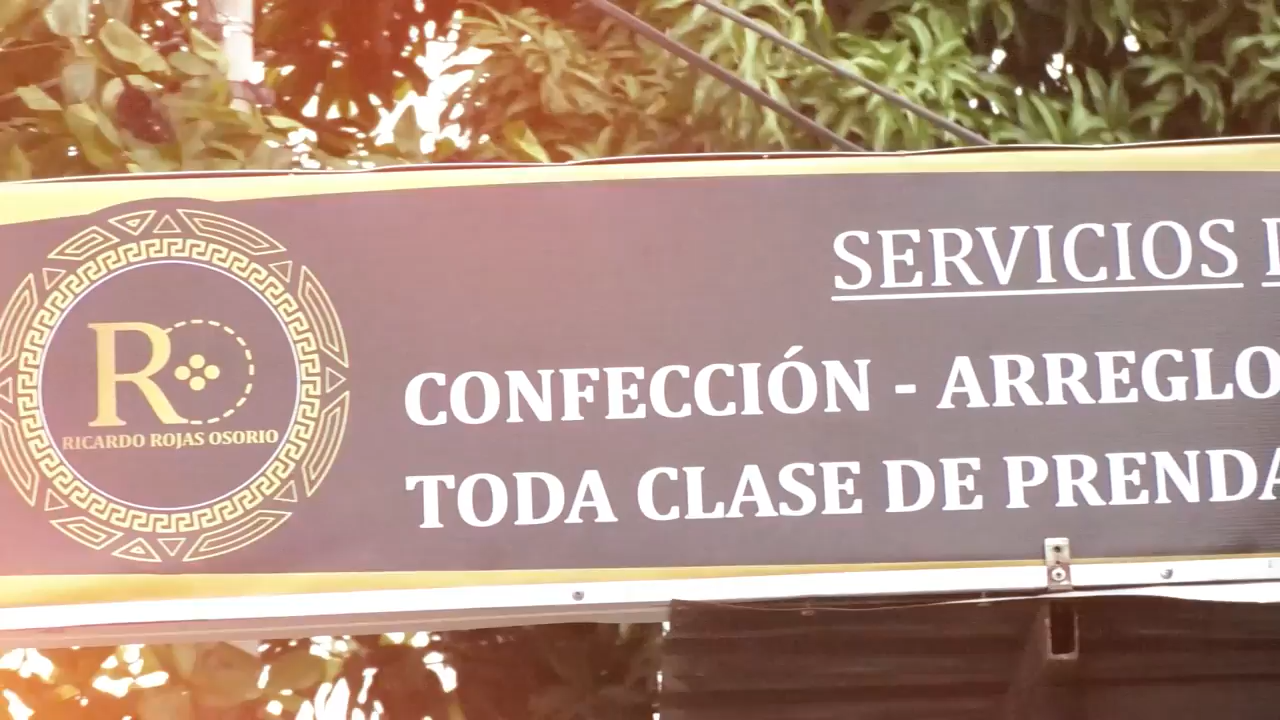 SERVICIOS
CONFECCIÓN - ARREGLO
TODA CLASE DE PRENDA
R
RICARDO ROJAS OSORIO